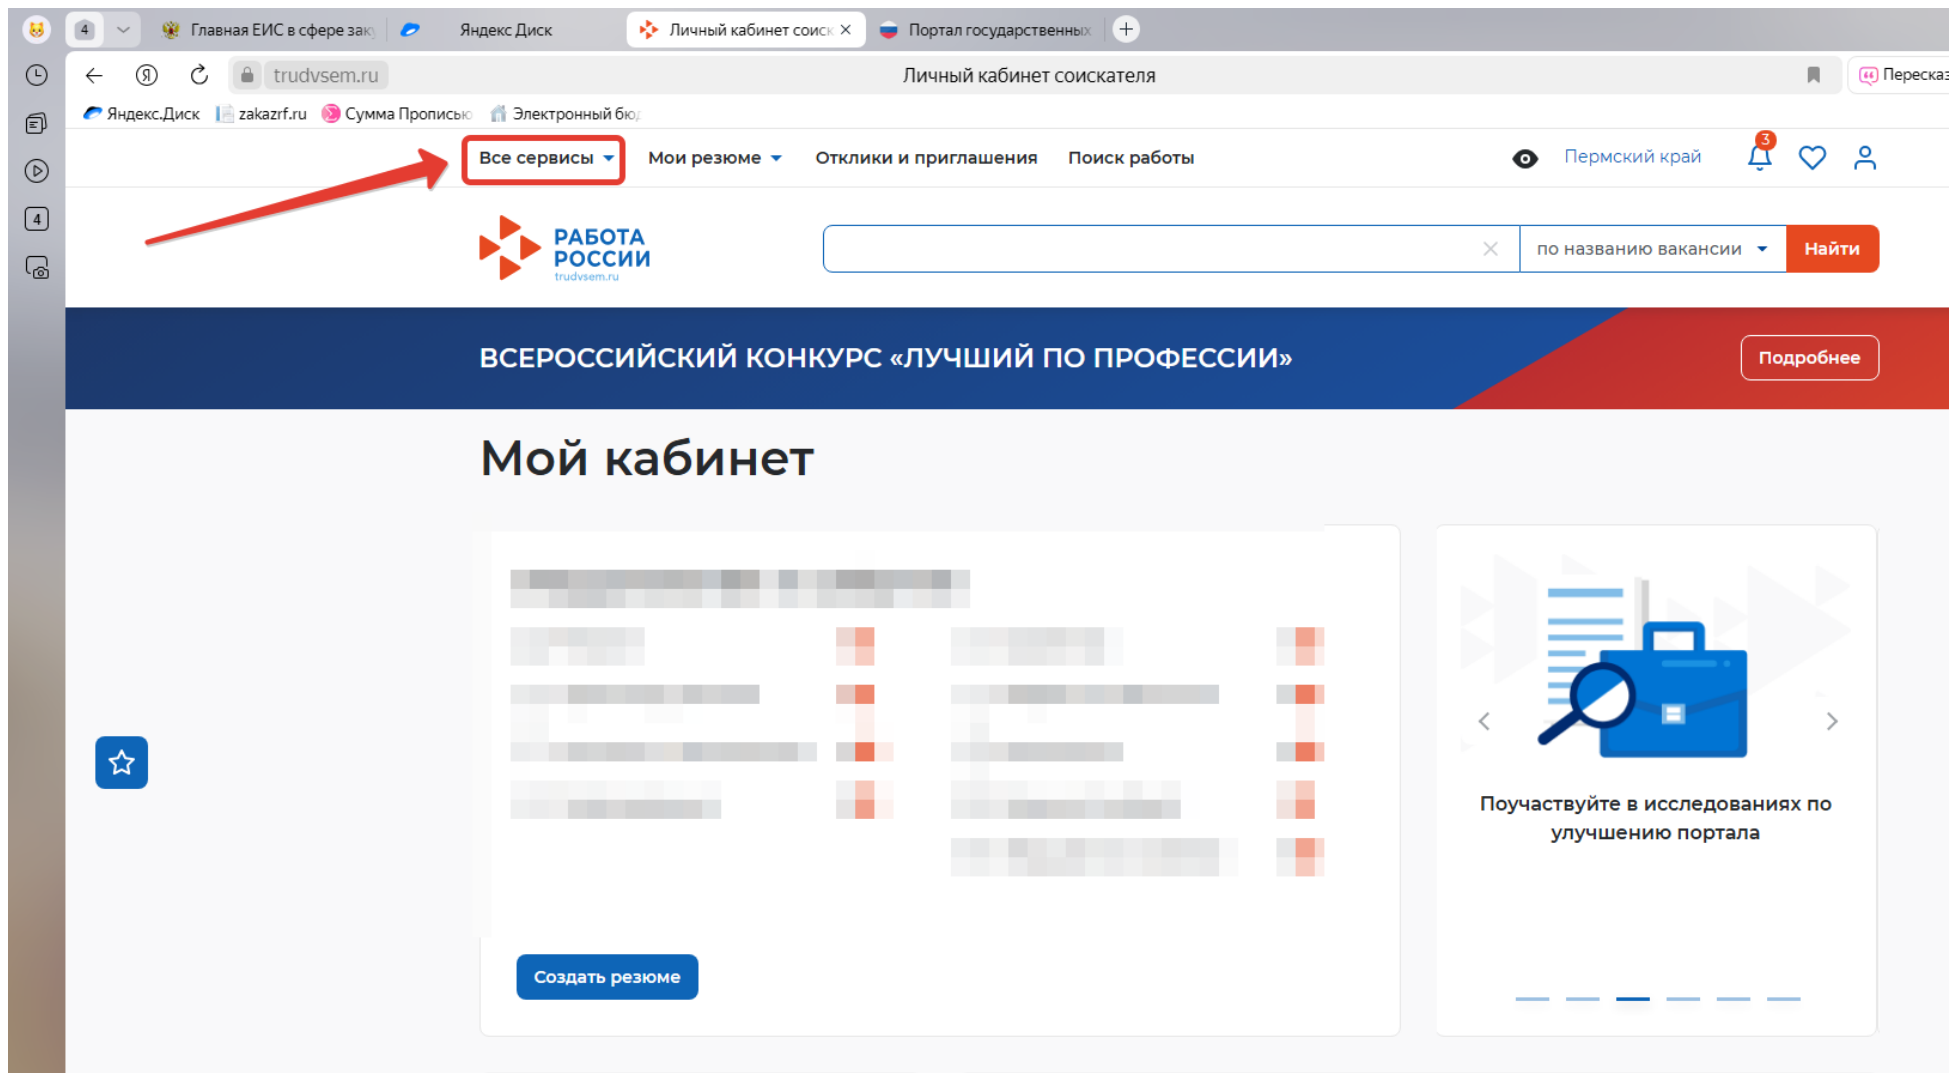 4
Главная ЕИС в сфере зак
Яндекс Диск
Личный кабинет соиск
Портал государственных
Я
trudvsem.ru
Личный кабинет соискателя
Пересказ
Яндекс.Диск
zakazrf.ru
Сумма Прописью
Электронный бюд
4
Все сервисы
Мои резюме
Отклики и приглашения
Поиск работы
Пермский край
3
РАБОТА
РОССИИ
trudvsem.ru
по названию вакансии
Найти
ВСЕРОССИЙСКИЙ КОНКУРС «ЛУЧШИЙ ПО ПРОФЕССИИ»
Подробнее
Мой кабинет
Поучаствуйте в исследованиях по
улучшению портала
Создать резюме